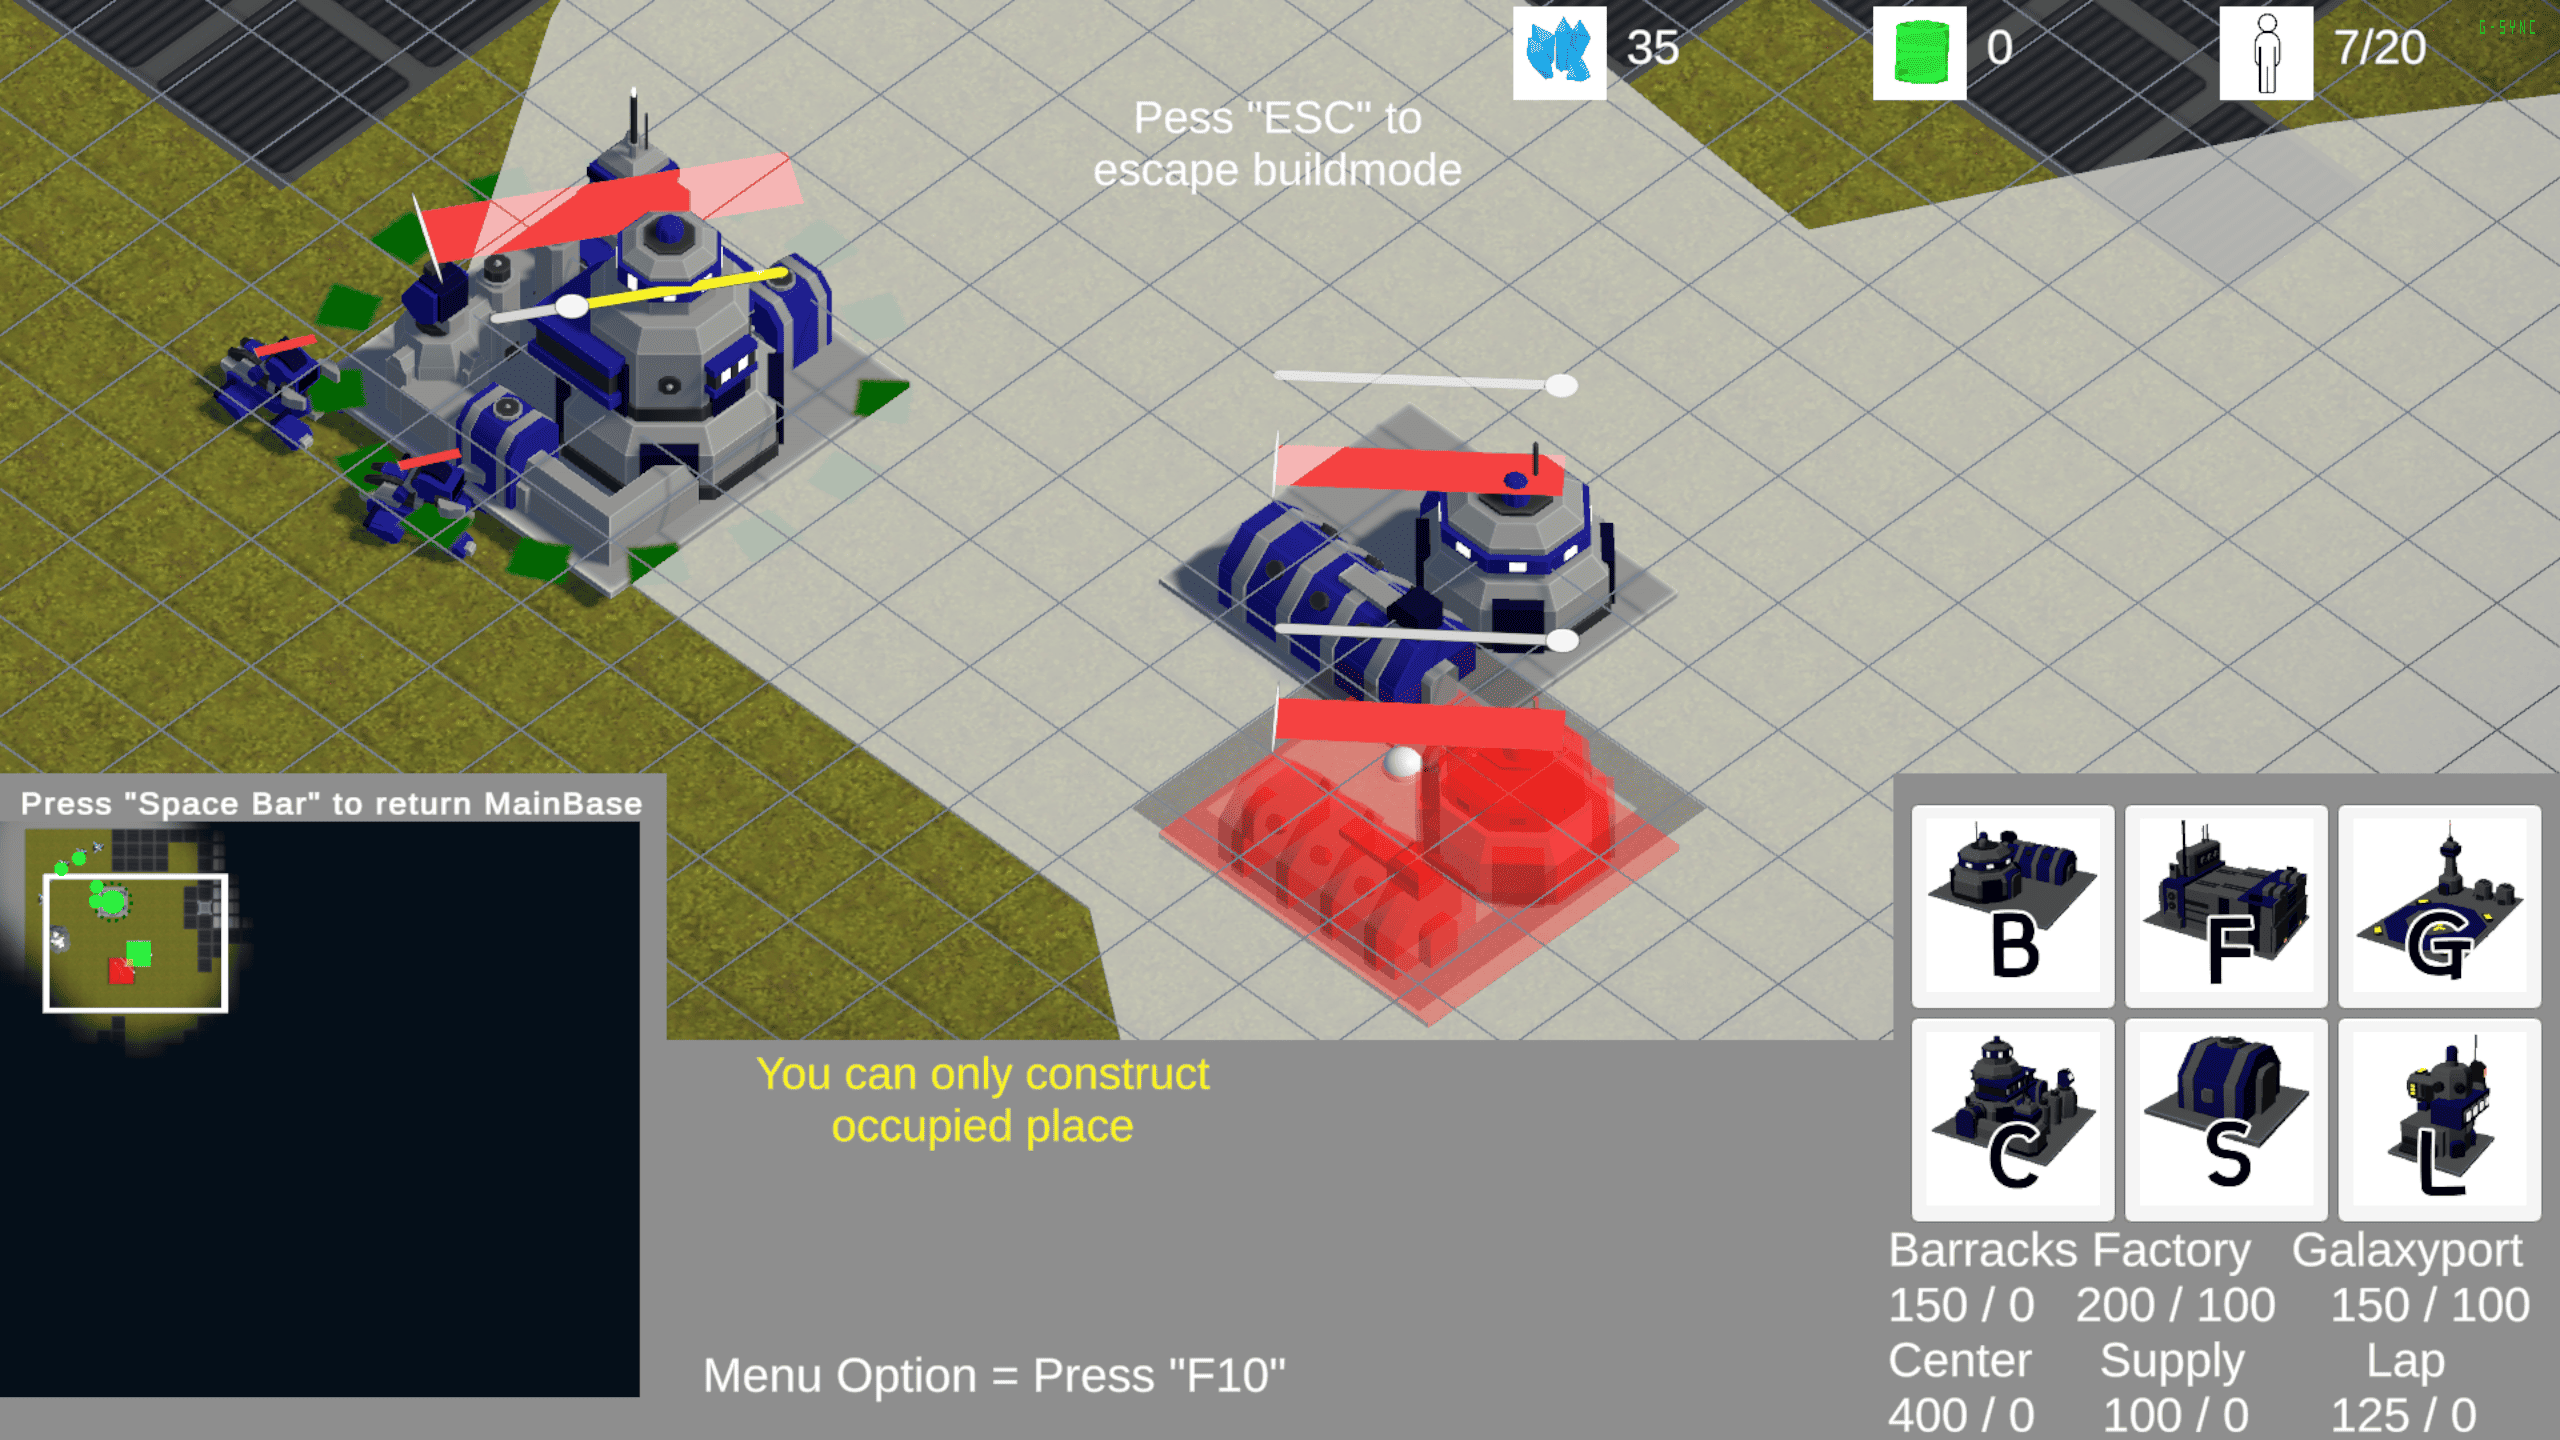 35
0
7/20
G-SYNC
Pess "ESC" to
escape buildmode
Press "Space Bar" to return MainBase
B
F
G
C
S
L
You can only construct
occupied place
Menu Option = Press "F10"
Barracks Factory Galaxyport
150 / 0 200 / 100 150 / 100
Center Supply Lap
400 / 0 100 / 0 125 / 0